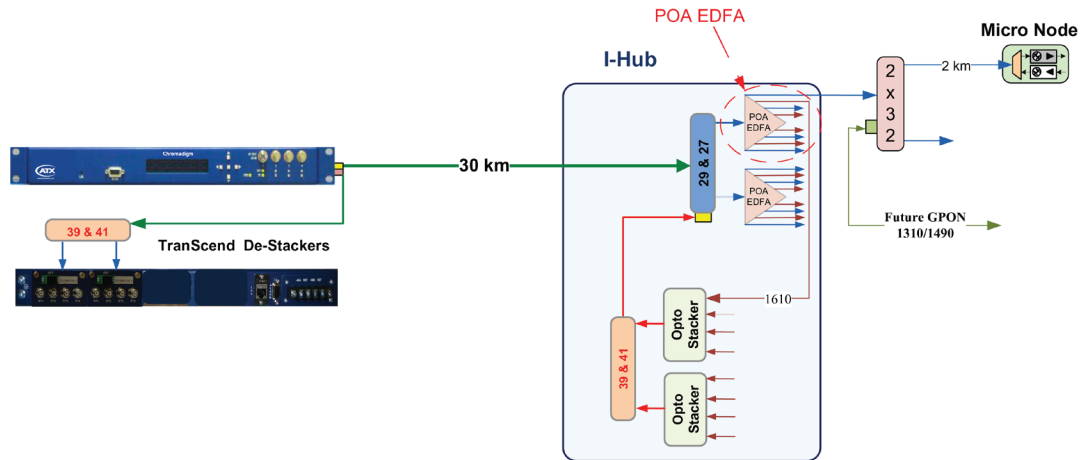 POA EDFA
Micro Node
I-Hub
2 km
2
x
3
2
POA
EDFA
Chromadigm
ATX
30 km
29 & 27
POA
EDFA
39 & 41
TranScend De-Stackers
Future GPON
1310/1490
1610
Opto
Stacker
39 & 41
Opto
Stacker